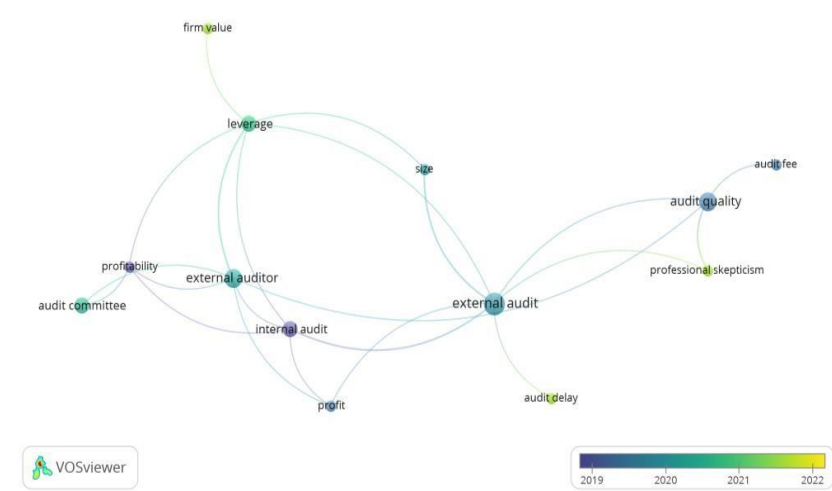 firm value
leverage
size
audit fee
audit quality
profitability
external auditor
professional skepticism
audit committee
external audit
internal audit
audit delay
profit
VOSviewer
2019 2020 2021 2022